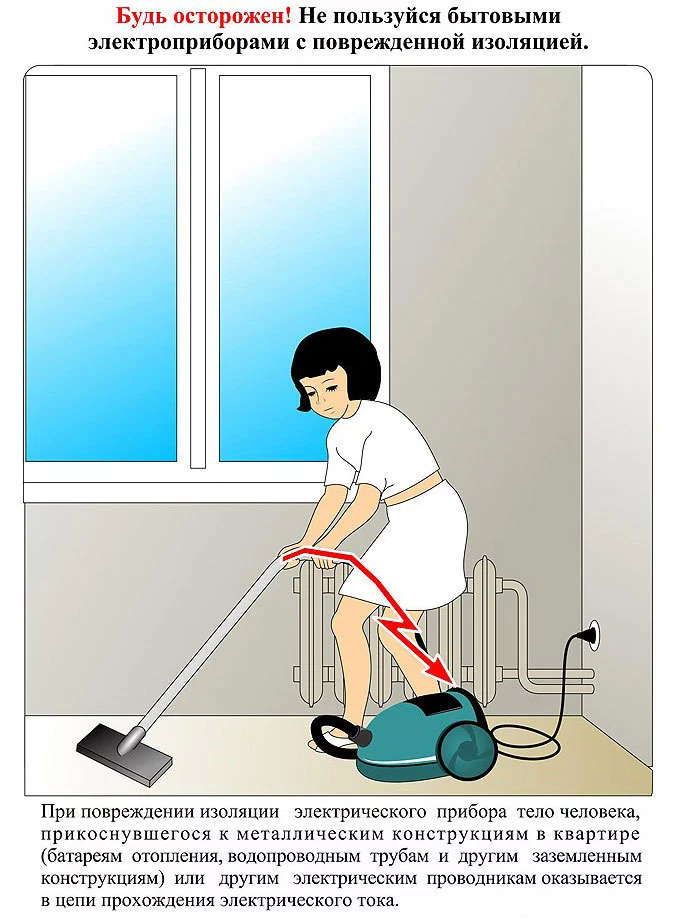 Будь осторожен! Не пользуйся бытовыми
электроприборами с поврежденной изоляцией.
При повреждении изоляции электрического прибора тело человека,
прикоснувшегося к металлическим конструкциям в квартире
(батареям отопления, водопроводным трубам и другим заземленным
конструкциям) или другим электрическим проводникам оказывается
в цепи прохождения электрического тока.